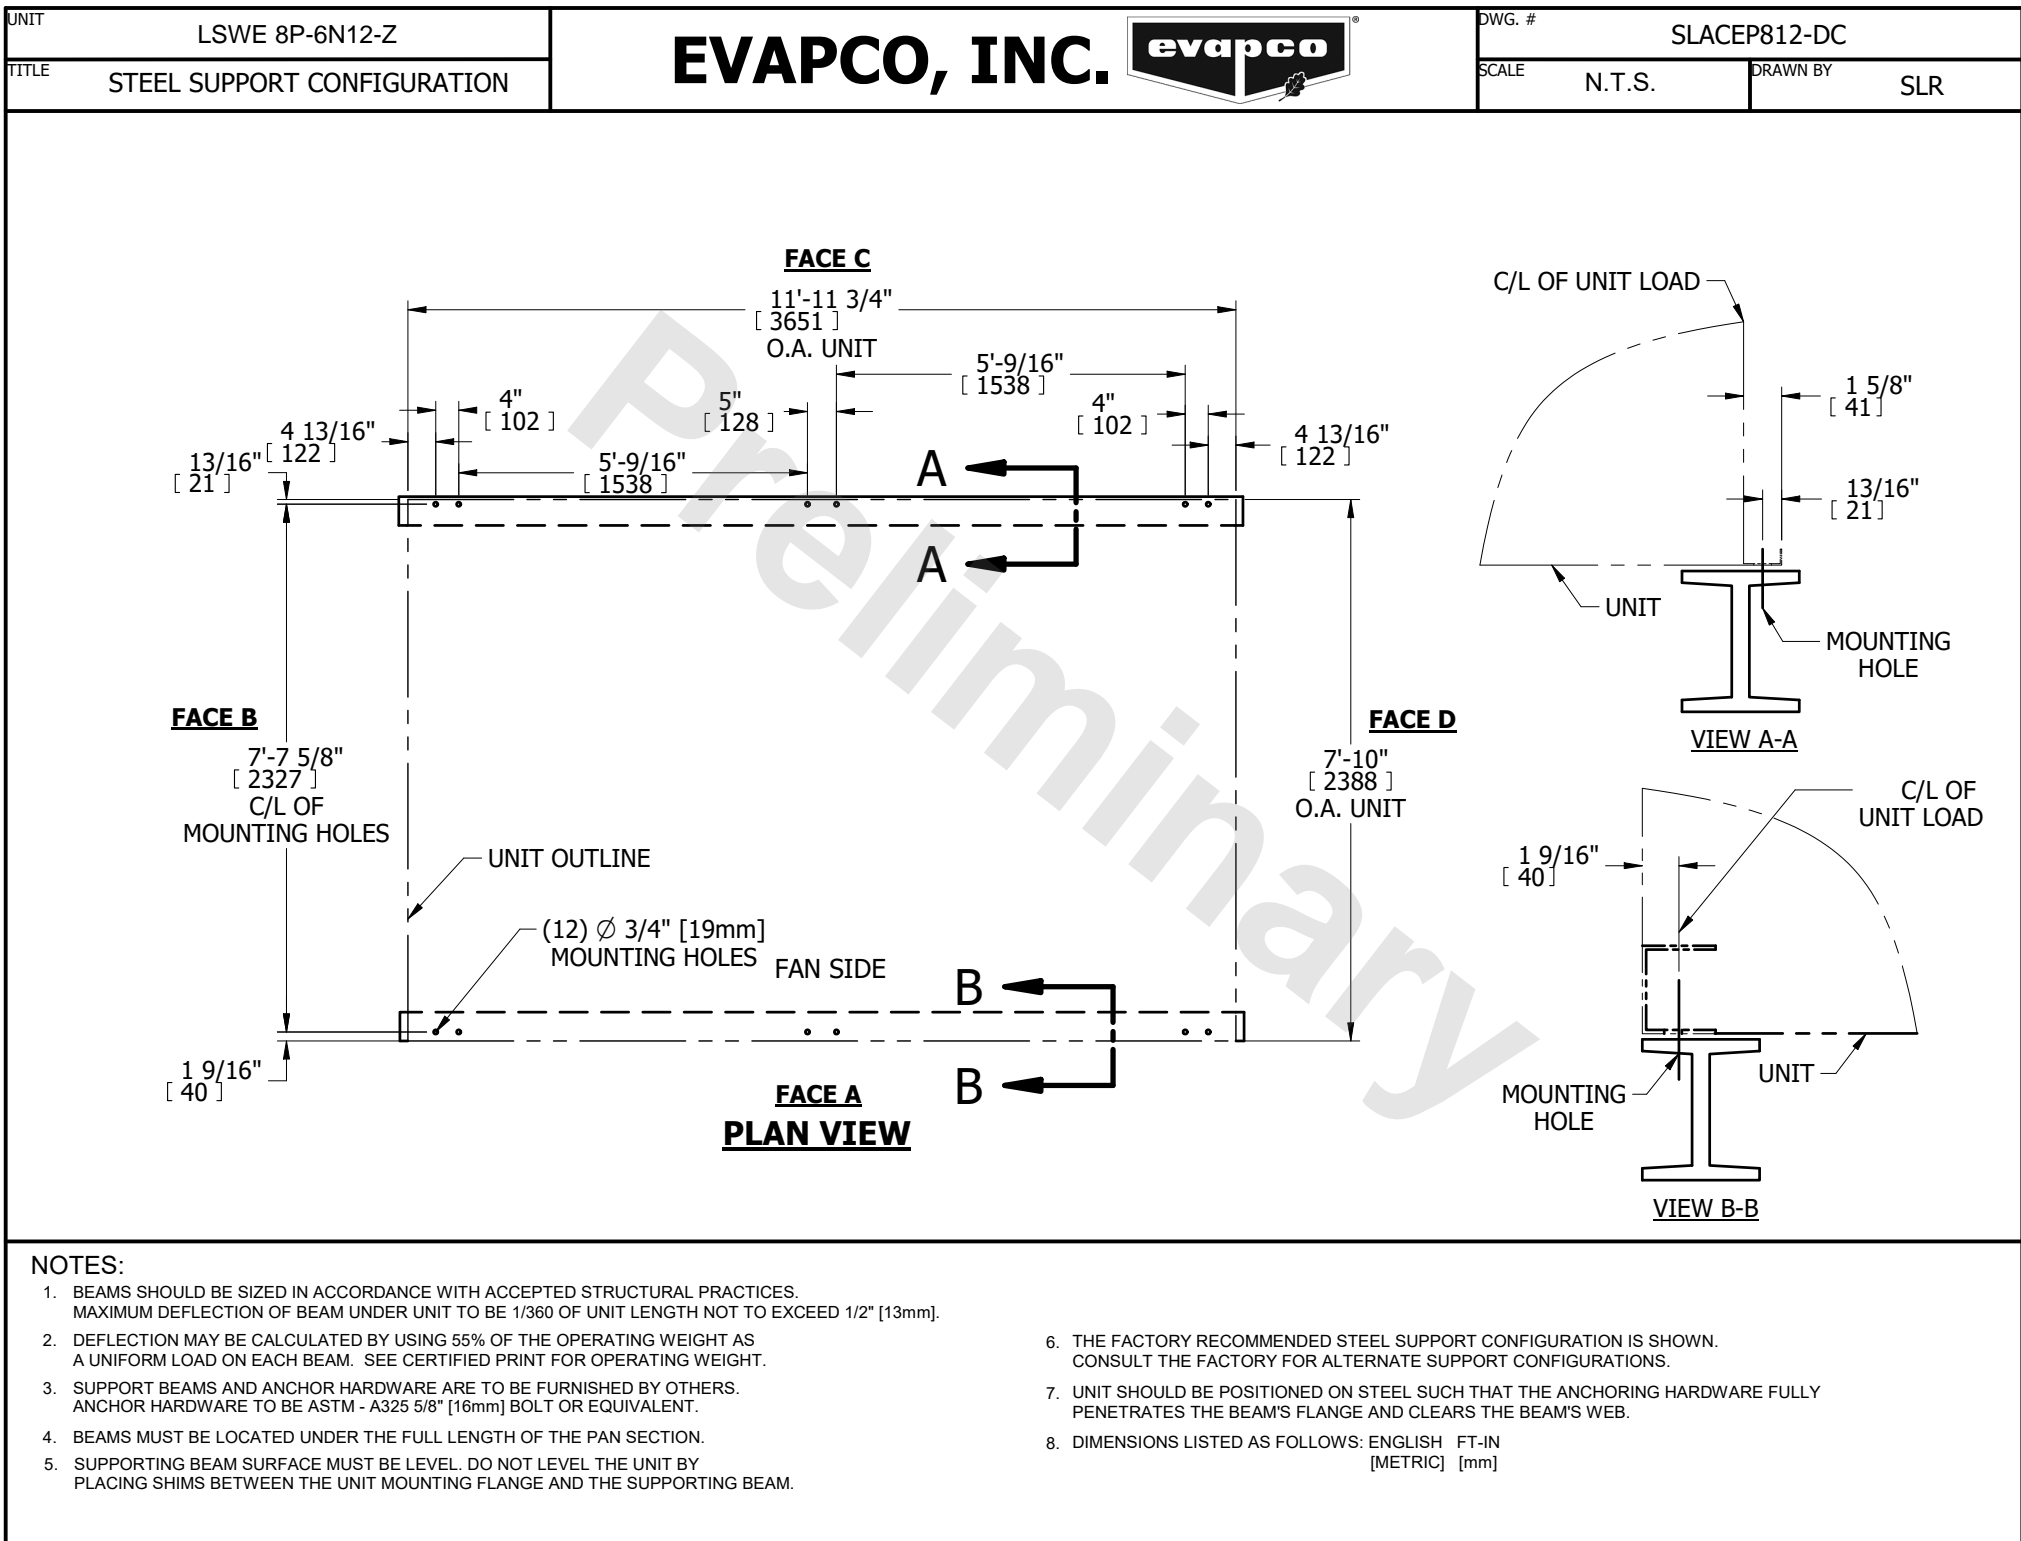 UNIT
LSWE 8P-6N12-Z
TITLE
STEEL SUPPORT CONFIGURATION
EVAPCO, INC.
evapco
®
DWG. #
SLACEP812-DC
SCALE
N.T.S.
DRAWN BY
SLR
FACE C
11'-11 3/4"
[ 3651 ]
O.A. UNIT
5'-9/16"
[ 1538 ]
4"
[ 102 ]
5"
[ 128 ]
4"
[ 102 ]
4 13/16"
[ 122 ]
4 13/16"
[ 122 ]
13/16"
[ 21 ]
5'-9/16"
[ 1538 ]
A
A
FACE B
7'-7 5/8"
[ 2327 ]
C/L OF
MOUNTING HOLES
FACE D
7'-10"
[ 2388 ]
O.A. UNIT
UNIT OUTLINE
(12) Ø 3/4" [19mm]
MOUNTING HOLES
FAN SIDE
B
B
1 9/16"
[ 40 ]
FACE A
PLAN VIEW
Preliminary
C/L OF UNIT LOAD
1 5/8"
[ 41]
13/16"
[ 21]
UNIT
MOUNTING
HOLE
VIEW A-A
C/L OF
UNIT LOAD
1 9/16"
[ 40]
UNIT
MOUNTING
HOLE
VIEW B-B
NOTES:
1. BEAMS SHOULD BE SIZED IN ACCORDANCE WITH ACCEPTED STRUCTURAL PRACTICES.
MAXIMUM DEFLECTION OF BEAM UNDER UNIT TO BE 1/360 OF UNIT LENGTH NOT TO EXCEED 1/2" [13mm].
2. DEFLECTION MAY BE CALCULATED BY USING 55% OF THE OPERATING WEIGHT AS
A UNIFORM LOAD ON EACH BEAM. SEE CERTIFIED PRINT FOR OPERATING WEIGHT.
3. SUPPORT BEAMS AND ANCHOR HARDWARE ARE TO BE FURNISHED BY OTHERS.
ANCHOR HARDWARE TO BE ASTM - A325 5/8" [16mm] BOLT OR EQUIVALENT.
4. BEAMS MUST BE LOCATED UNDER THE FULL LENGTH OF THE PAN SECTION.
5. SUPPORTING BEAM SURFACE MUST BE LEVEL. DO NOT LEVEL THE UNIT BY
PLACING SHIMS BETWEEN THE UNIT MOUNTING FLANGE AND THE SUPPORTING BEAM.
6. THE FACTORY RECOMMENDED STEEL SUPPORT CONFIGURATION IS SHOWN.
CONSULT THE FACTORY FOR ALTERNATE SUPPORT CONFIGURATIONS.
7. UNIT SHOULD BE POSITIONED ON STEEL SUCH THAT THE ANCHORING HARDWARE FULLY
PENETRATES THE BEAM'S FLANGE AND CLEARS THE BEAM'S WEB.
8. DIMENSIONS LISTED AS FOLLOWS: ENGLISH FT-IN
[METRIC] [mm]